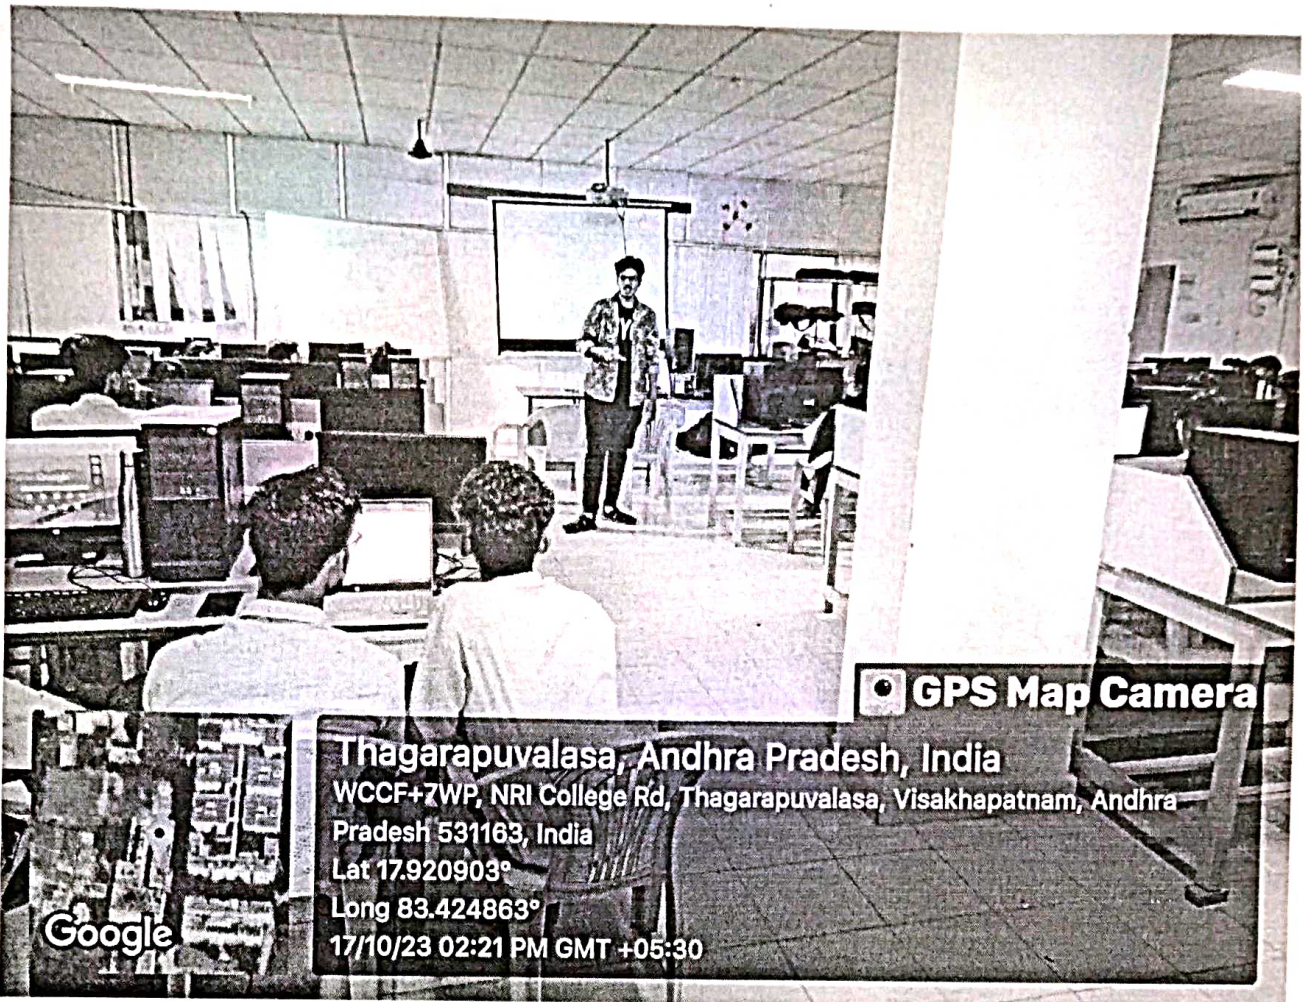 GPS Map Camera
Thagarapuvalasa, Andhra Pradesh, India
WCCF+7WP, NRI College Rd, Thagarapuvalasa, Visakhapatnam, Andhra
Pradesh 531163, India
Lat 17.920903°
Long 83.424863°
17/10/23 02:21 PM GMT +05:30
Google